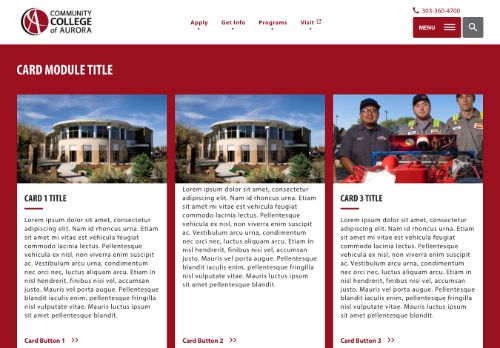 COMMUNITY
COLLEGE
of AURORA
Apply
Get Info
Programs
Visit
303-360-4700
MENU
CARD MODULE TITLE
CARD 1 TITLE
Lorem ipsum dolor sit amet, consectetur
adipiscing elit. Nam id rhoncus arcu. Etiam
sit amet mi vitae est vehicula feugiat
commodo lacinia lectus. Pellentesque
vehicula ex nisl, non viverra enim suscipit
ac. Vestibulum arcu urna, condimentum
nec orci nec, luctus aliquam arcu. Etiam in
nisl hendrerit, finibus nisi vel, accumsan
justo. Mauris vel porta augue. Pellentesque
blandit iaculis enim, pellentesque fringilla
nisl vulputate vitae. Mauris luctus ipsum
sit amet pellentesque blandit.
Card Button 1
Lorem ipsum dolor sit amet, consectetur
adipiscing elit. Nam id rhoncus arcu. Etiam
sit amet mi vitae est vehicula feugiat
commodo lacinia lectus. Pellentesque
vehicula ex nisl, non viverra enim suscipit
ac. Vestibulum arcu urna, condimentum
nec orci nec, luctus aliquam arcu. Etiam in
nisl hendrerit, finibus nisi vel, accumsan
justo. Mauris vel porta augue. Pellentesque
blandit iaculis enim, pellentesque fringilla
nisl vulputate vitae. Mauris luctus ipsum
Card Button 2
CARD 3 TITLE
Lorem ipsum dolor sit amet, consectetur
adipiscing elit. Nam id rhoncus arcu. Etiam
sit amet mi vitae est vehicula feugiat
commodo lacinia lectus. Pellentesque
vehicula ex nisl, non viverra enim suscipit
ac. Vestibulum arcu urna, condimentum
nec orci nec, luctus aliquam arcu. Etiam in
nisl hendrerit, finibus nisi vel, accumsan
justo. Mauris vel porta augue. Pellentesque
blandit iaculis enim, pellentesque fringilla
nisl vulputate vitae. Mauris luctus ipsum
sit amet pellentesque blandit.
Card Button 3